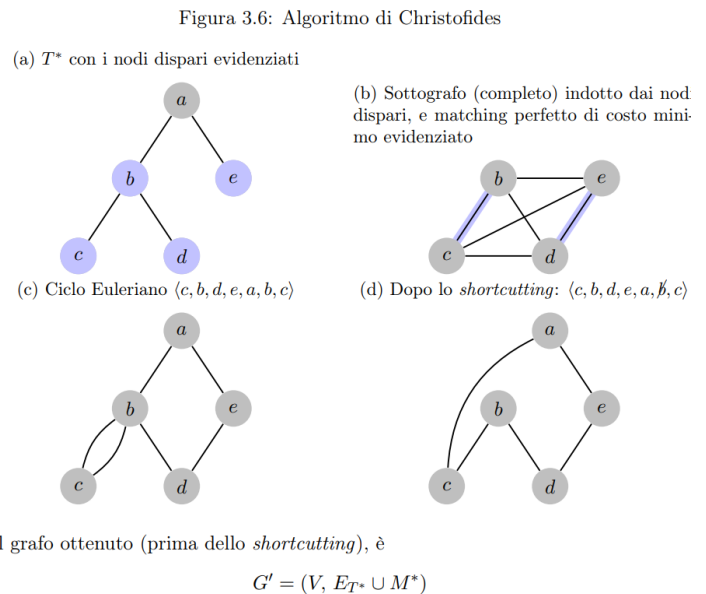 Figura 3.6: Algoritmo di Christofides
(a) T* con i nodi dispari evidenziati
a
b
e
c
d
(b) Sottografo (completo) indotto dai nod
dispari, e matching perfetto di costo mini-
mo evidenziato
b
e
c
d
(c) Ciclo Euleriano ⟨c, b, d, e, a, b, c⟩
a
b
e
c
d
(d) Dopo lo shortcutting: ⟨c, b, d, e, a, b̸, c⟩
a
b
e
c
d
l grafo ottenuto (prima dello shortcutting), è
G′ = (V, E_T* ∪ M*)